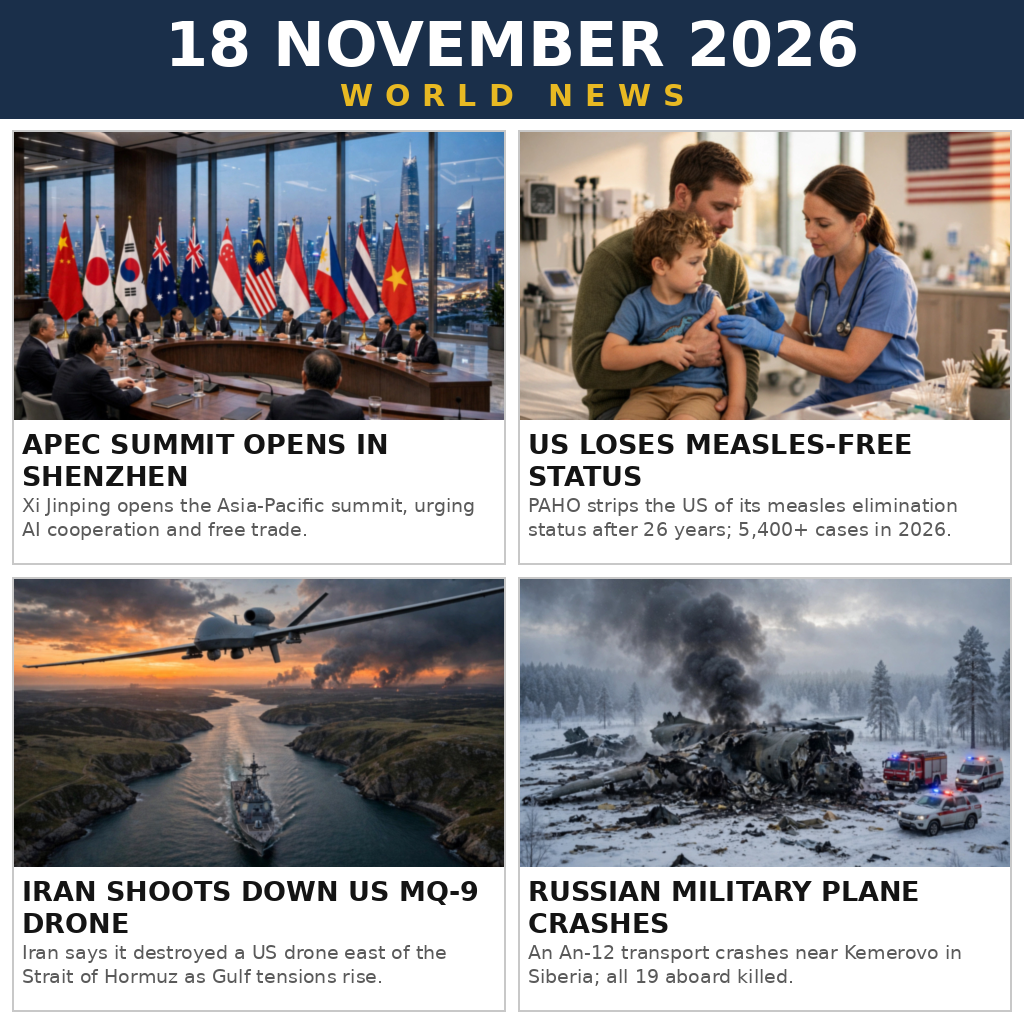 18 NOVEMBER 2026
WORLD NEWS
APEC SUMMIT OPENS IN
SHENZHEN
Xi Jinping opens the Asia-Pacific summit, urging
AI cooperation and free trade.
US LOSES MEASLES-FREE
STATUS
PAHO strips the US of its measles elimination
status after 26 years; 5,400+ cases in 2026.
IRAN SHOOTS DOWN US MQ-9
DRONE
Iran says it destroyed a US drone east of the
Strait of Hormuz as Gulf tensions rise.
RUSSIAN MILITARY PLANE
CRASHES
An An-12 transport crashes near Kemerovo in
Siberia; all 19 aboard killed.